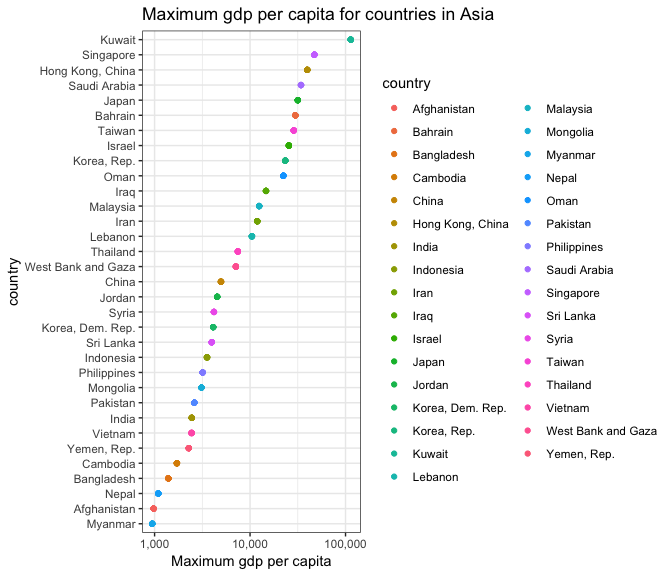 Maximum gdp per capita for countries in Asia
country
Kuwait
Singapore
Hong Kong, China
Saudi Arabia
Japan
Bahrain
Taiwan
Israel
Korea, Rep.
Oman
Iraq
Malaysia
Iran
Lebanon
Thailand
West Bank and Gaza
China
Jordan
Syria
Korea, Dem. Rep.
Sri Lanka
Indonesia
Philippines
Mongolia
Pakistan
India
Vietnam
Yemen, Rep.
Cambodia
Bangladesh
Nepal
Afghanistan
Myanmar
1,000 10,000 100,000
Maximum gdp per capita
country
Afghanistan
Bahrain
Bangladesh
Cambodia
China
Hong Kong, China
India
Indonesia
Iran
Iraq
Israel
Japan
Jordan
Korea, Dem. Rep.
Korea, Rep.
Kuwait
Lebanon
Malaysia
Mongolia
Myanmar
Nepal
Oman
Pakistan
Philippines
Saudi Arabia
Singapore
Sri Lanka
Syria
Taiwan
Thailand
Vietnam
West Bank and Gaza
Yemen, Rep.